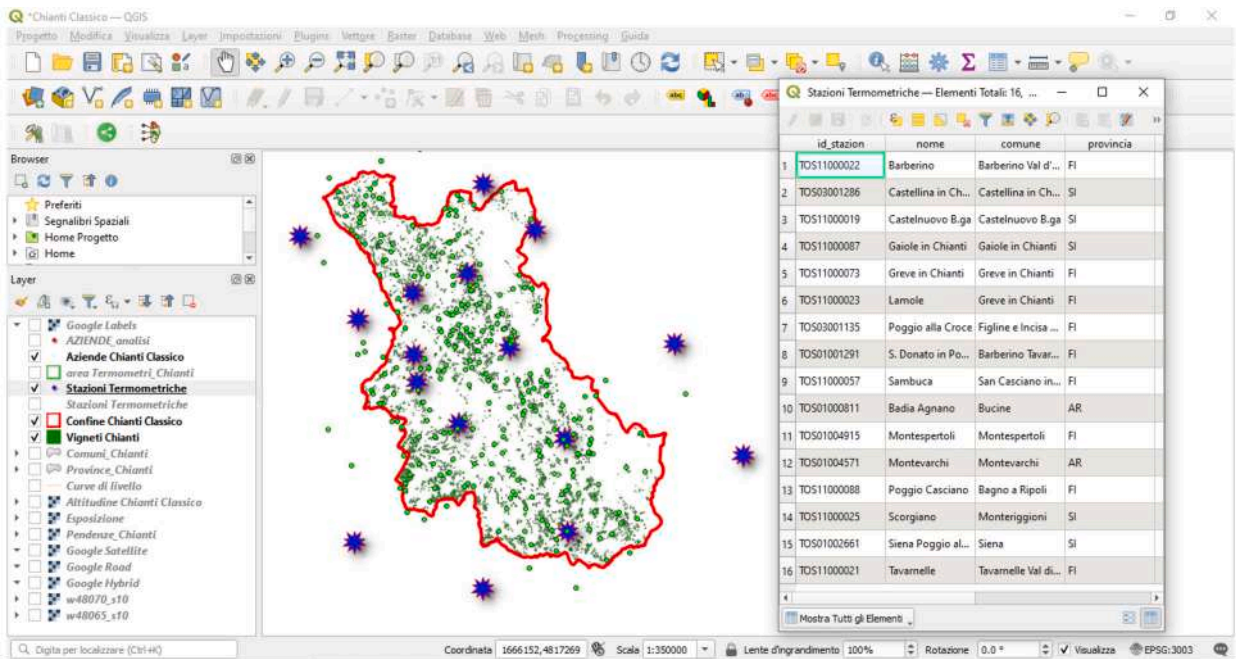 *Chianti Classico — QGIS
Progetto Modifica Visualizza Layer Impostazioni Plugins Vettore Raster Database Web Mesh Processing Guida
abc
Stazioni Termometriche — Elementi Totali: 16, ...
id_stazion nome comune provincia
1 TOS11000022 Barberino Barberino Val d'... FI
2 TOS03001286 Castellina in Ch... Castellina in Ch... SI
3 TOS11000019 Castelnuovo B.ga Castelnuovo B.ga SI
4 TOS11000087 Gaiole in Chianti Gaiole in Chianti SI
5 TOS11000073 Greve in Chianti Greve in Chianti FI
6 TOS11000023 Lamole Greve in Chianti FI
7 TOS03001135 Poggio alla Croce Figline e Incisa ... FI
8 TOS01001291 S. Donato in Po... Barberino Tavar... FI
9 TOS11000057 Sambuca San Casciano in... FI
10 TOS01000811 Badia Agnano Bucine AR
11 TOS01004915 Montespertoli Montespertoli FI
12 TOS01004571 Montevarchi Montevarchi AR
13 TOS11000088 Poggio Casciano Bagno a Ripoli FI
14 TOS11000025 Scorgiano Monteriggioni SI
15 TOS01002661 Siena Poggio al... Siena SI
16 TOS11000021 Tavarnelle Tavarnelle Val di... FI
Mostra Tutti gli Elementi
Browser
Preferiti
Segnalibri Spaziali
Home Progetto
Home
Layer
Google Labels
AZIENDE_analisi
Aziende Chianti Classico
area Termometri_Chianti
Stazioni Termometriche
Stazioni Termometriche
Confine Chianti Classico
Vigneti Chianti
Comuni_Chianti
Province_Chianti
Curve di livello
Altitudine Chianti Classico
Esposizione
Pendenze_Chianti
Google Satellite
Google Road
Google Hybrid
w48070_s10
w48065_s10
Digita per localizzare (Ctrl+K) Coordinata 1666152,4817269 Scala 1:350000 Lente d'ingrandimento 100% Rotazione 0.0 ° Visualizza EPSG:3003